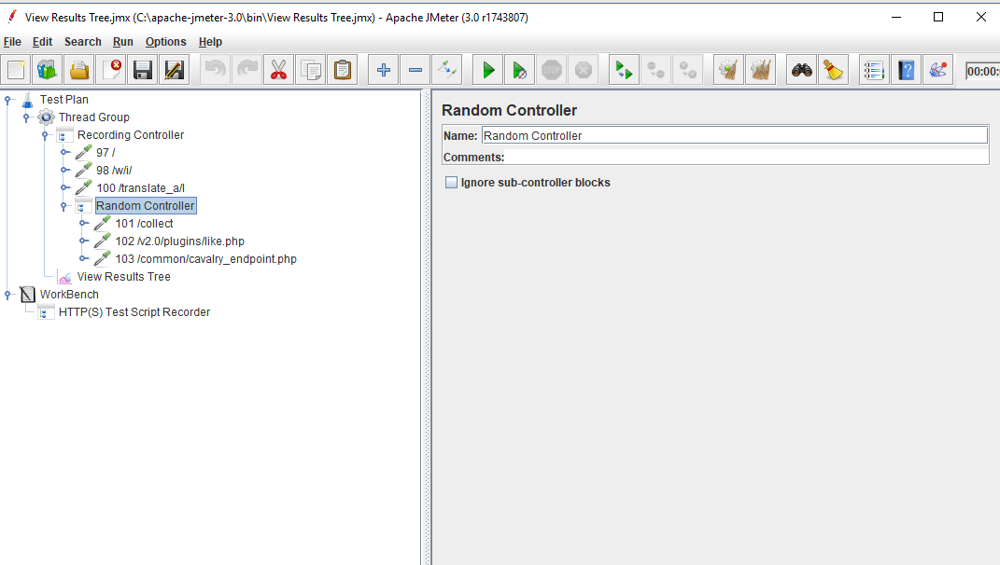 View Results Tree.jmx (C:\apache-jmeter-3.0\bin\View Results Tree.jmx) - Apache JMeter (3.0 r1743807)
File Edit Search Run Options Help
STOP ? 00:00:
Test Plan
Thread Group
Recording Controller
97 /
98 /w/i/
100 /translate_a/l
Random Controller
101 /collect
102 /v2.0/plugins/like.php
103 /common/cavalry_endpoint.php
View Results Tree
WorkBench
HTTP(S) Test Script Recorder
Random Controller
Name: Random Controller
Comments:
Ignore sub-controller blocks